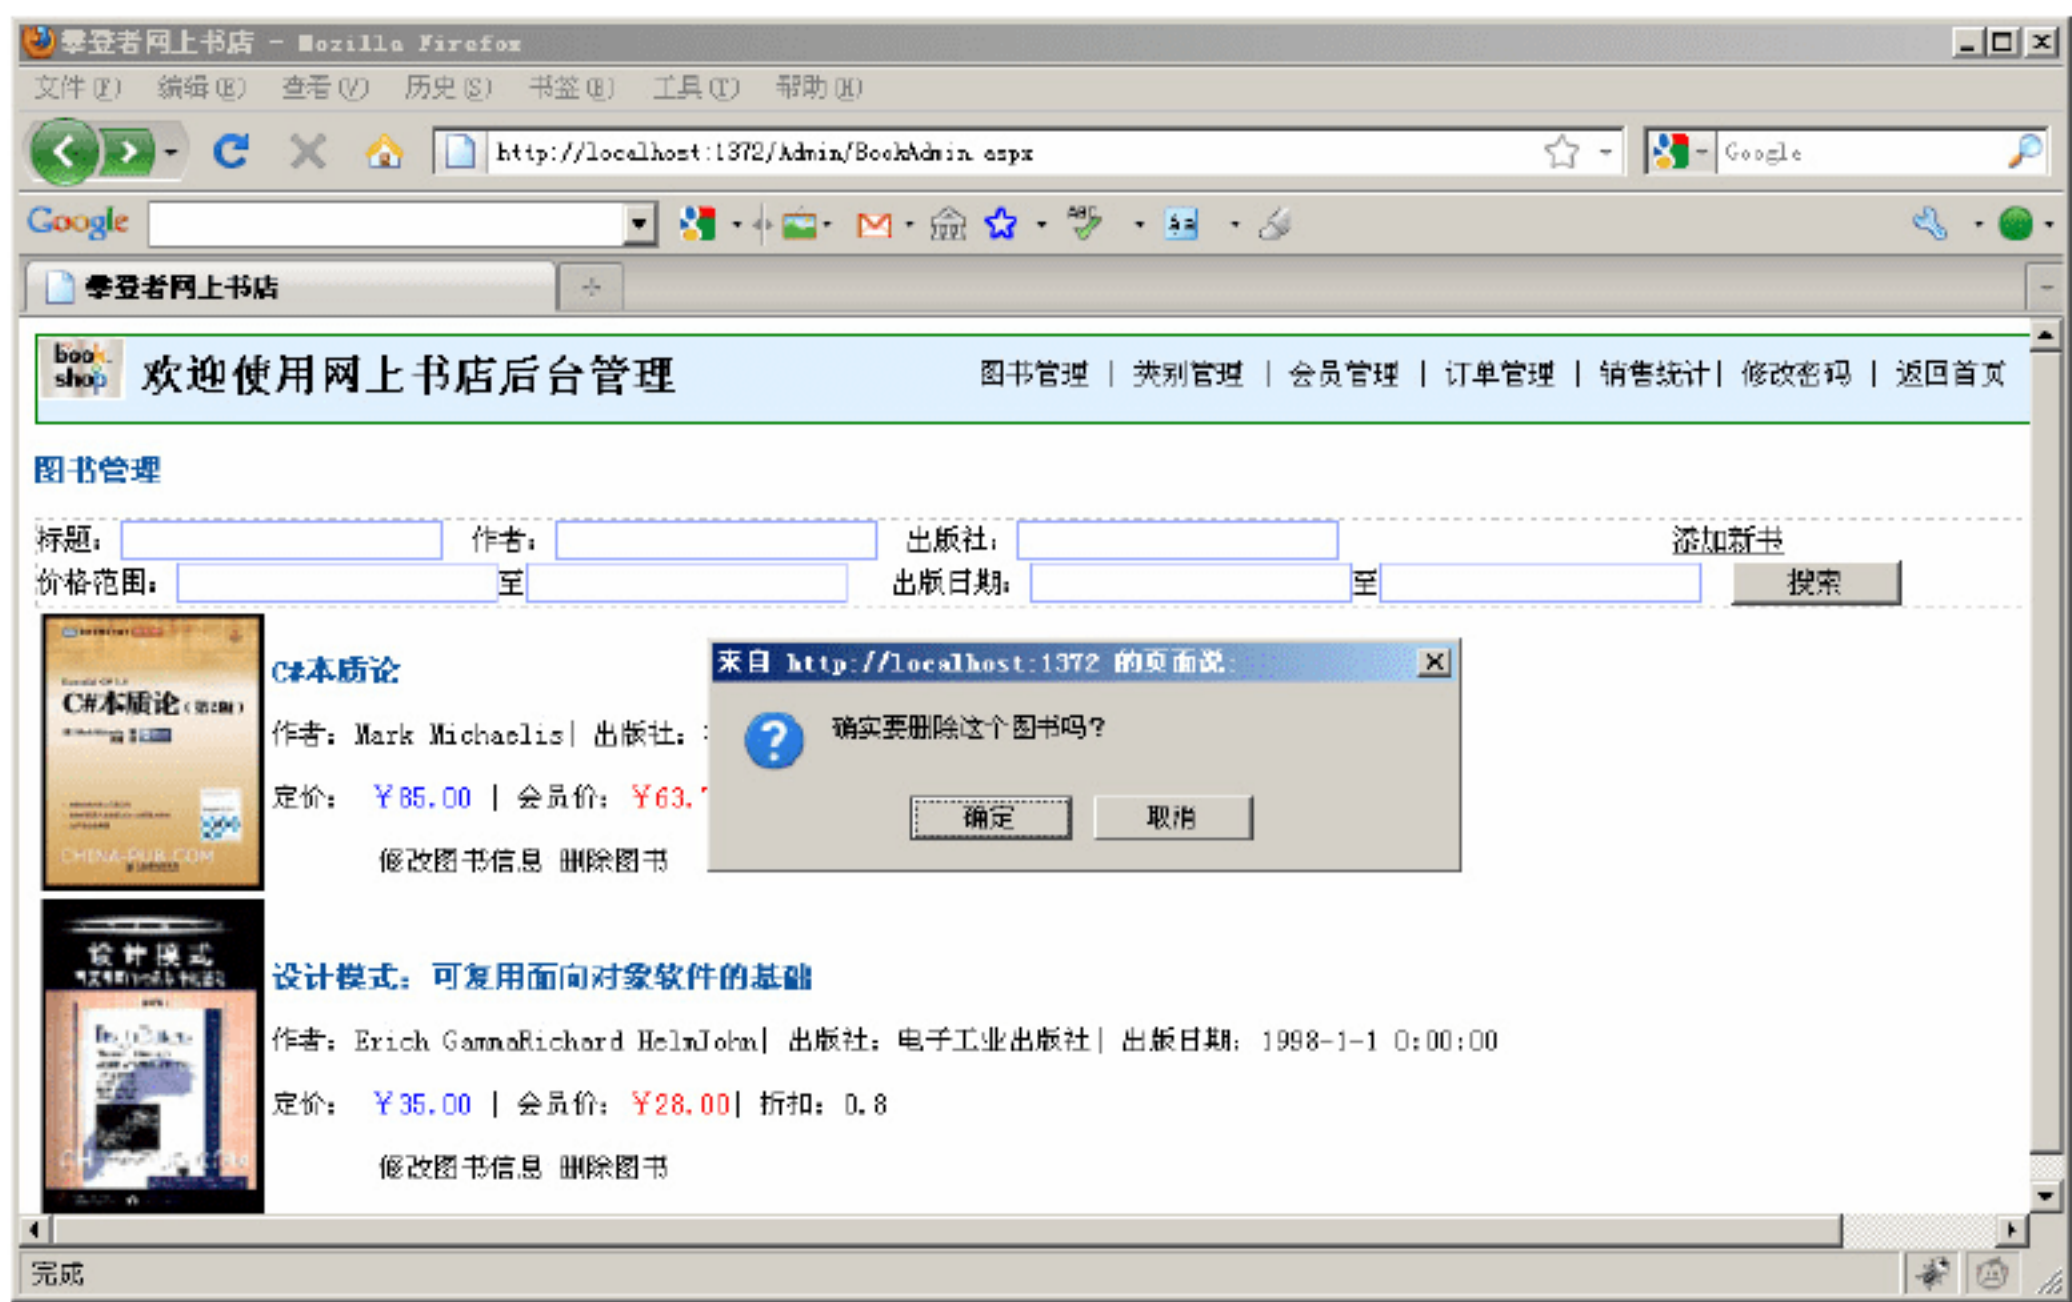 攀登者网上书店 - Mozilla Firefox
文件(F) 编辑(E) 查看(V) 历史(S) 书签(B) 工具(T) 帮助(H)
http://localhost:1372/Admin/BookAdmin.aspx
Google
Google
攀登者网上书店
book shop
欢迎使用网上书店后台管理
图书管理 | 类别管理 | 会员管理 | 订单管理 | 销售统计| 修改密码 | 返回首页
图书管理
标题: 作者: 出版社: 添加新书
价格范围: 至 出版日期: 至 搜索
C#本质论
CHINA-PUB.COM
C#本质论
作者: Mark Michaelis| 出版社:
定价: ￥85.00 | 会员价: ￥63.
修改图书信息 删除图书
来自 http://localhost:1372 的页面说:
确实要删除这个图书吗?
确定 取消
设计模式
设计模式: 可复用面向对象软件的基础
作者: Erich GammaRichard HelmJohn| 出版社: 电子工业出版社| 出版日期: 1998-1-1 0:00:00
定价: ￥35.00 | 会员价: ￥28.00| 折扣: 0.8
修改图书信息 删除图书
完成